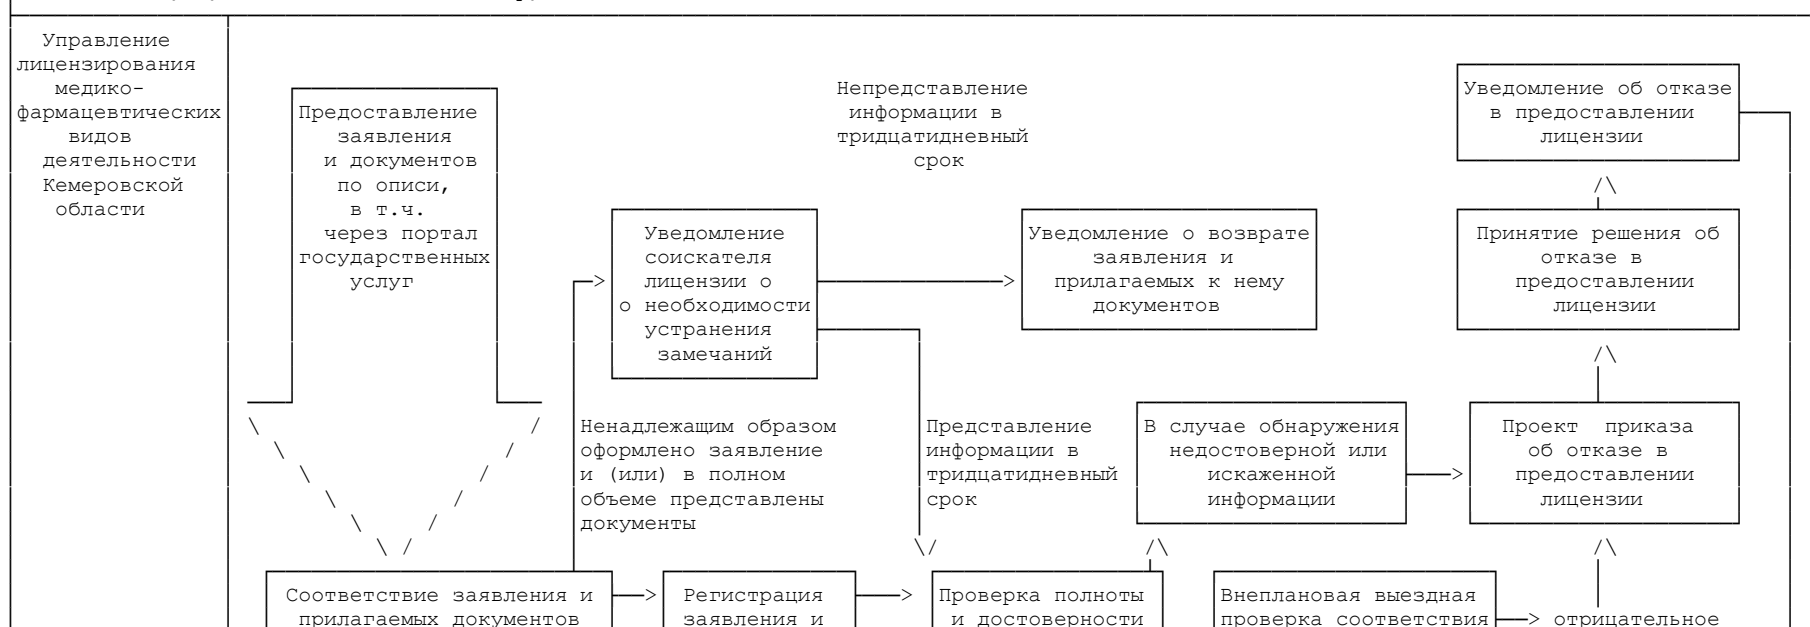 Управление
лицензирования
медико-
фармацевтических
видов
деятельности
Кемеровской
области
Предоставление
заявления
и документов
по описи,
в т.ч.
через портал
государственных
услуг
Непредставление
информации в
тридцатидневный
срок
Уведомление об отказе
в предоставлении
лицензии
Уведомление
соискателя
лицензии о
о необходимости
устранения
замечаний
Уведомление о возврате
заявления и
прилагаемых к нему
документов
Принятие решения об
отказе в
предоставлении
лицензии
Ненадлежащим образом
оформлено заявление
и (или) в полном
объеме представлены
документы
Представление
информации в
тридцатидневный
срок
В случае обнаружения
недостоверной или
искаженной
информации
Проект приказа
об отказе в
предоставлении
лицензии
Соответствие заявления и
прилагаемых документов
Регистрация
заявления и
Проверка полноты
и достоверности
Внеплановая выездная
проверка соответствия
отрицательное